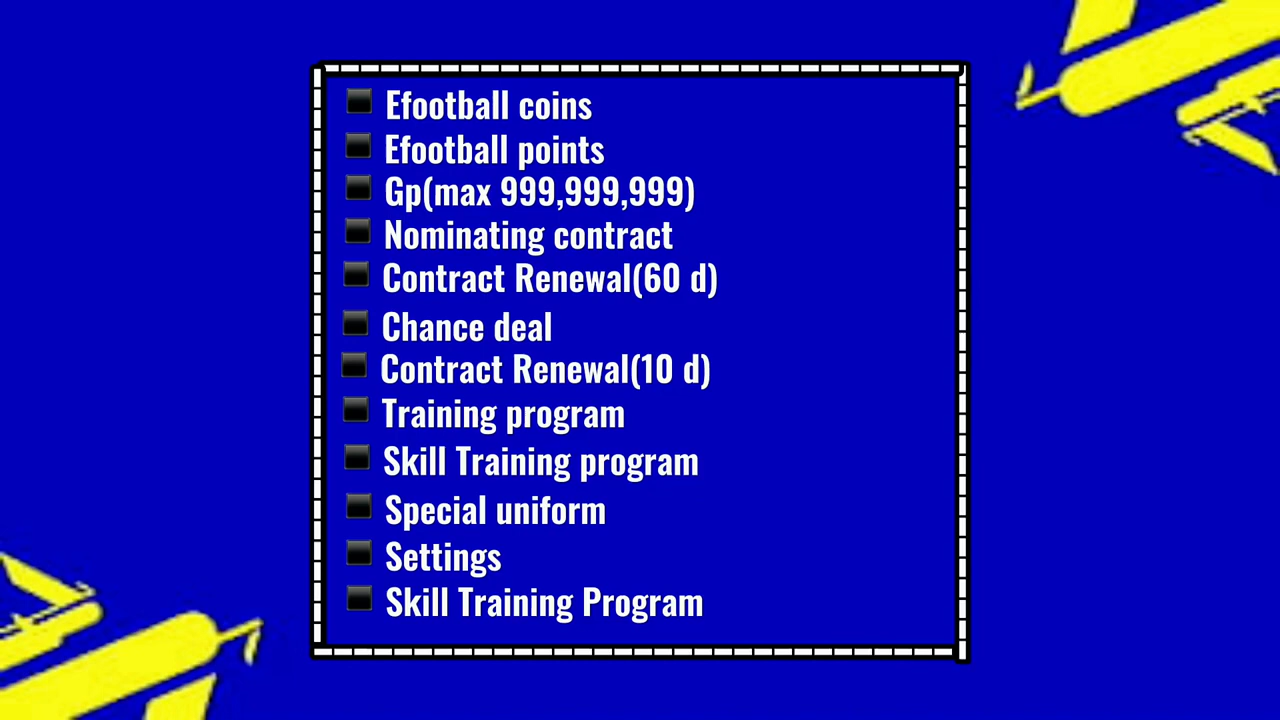 Efootball coins
Efootball points
Gp(max 999,999,999)
Nominating contract
Contract Renewal(60 d)
Chance deal
Contract Renewal(10 d)
Training program
Skill Training program
Special uniform
Settings
Skill Training Program